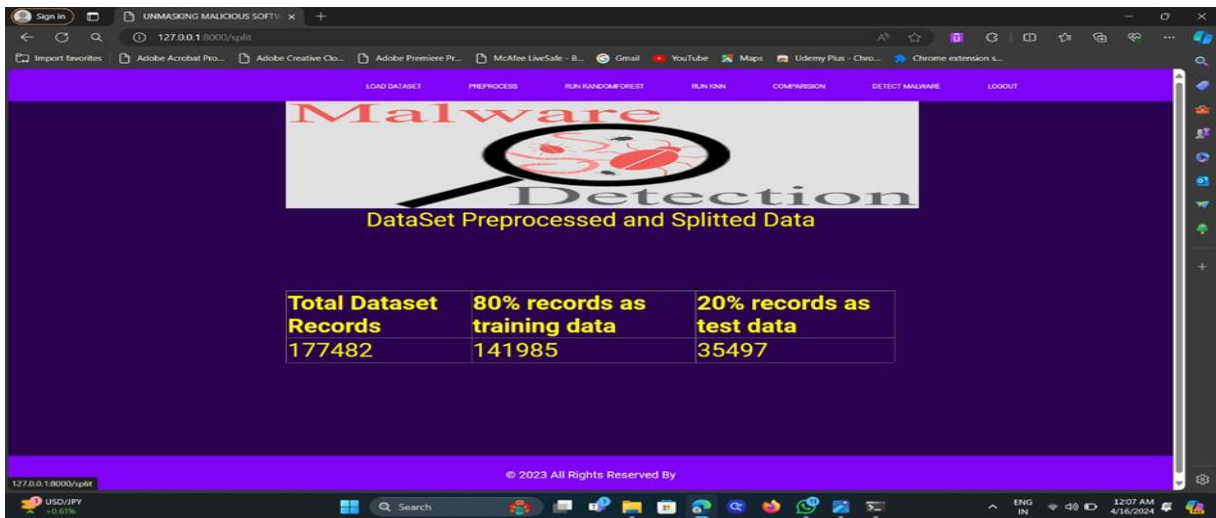 Sign in
UNMASKING MALICIOUS SOFTW
127.0.0.1:8000/split
Import favorites
Adobe Acrobat Pro...
Adobe Creative Clo...
Adobe Premiere Pr...
McAfee LiveSafe - B...
Gmail
YouTube
Maps
Udemy Plus - Chro...
Chrome extension s...
LOAD DATASET
PREPROCESS
RUN RANDOMFOREST
RUN KNN
COMPARISION
DETECT MALWARE
LOGOUT
Malware
Detection
DataSet Preprocessed and Splitted Data
Total Dataset Records
80% records as training data
20% records as test data
177482
141985
35497
© 2023 All Rights Reserved By
127.0.0.1:8000/split
USD/JPY
+0.61%
Search
ENG
IN
12:07 AM
4/16/2024